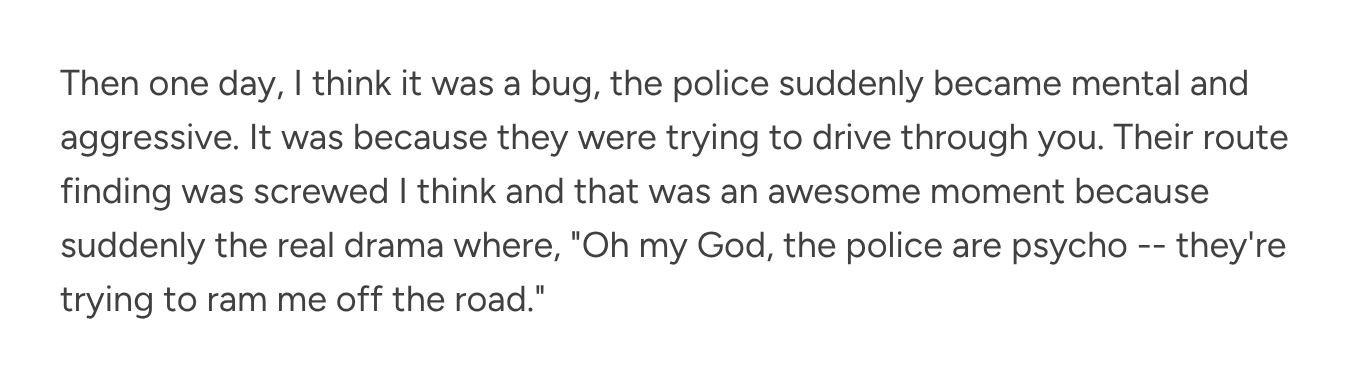 Then one day, I think it was a bug, the police suddenly became mental and
aggressive. It was because they were trying to drive through you. Their route
finding was screwed I think and that was an awesome moment because
suddenly the real drama where, "Oh my God, the police are psycho -- they're
trying to ram me off the road."